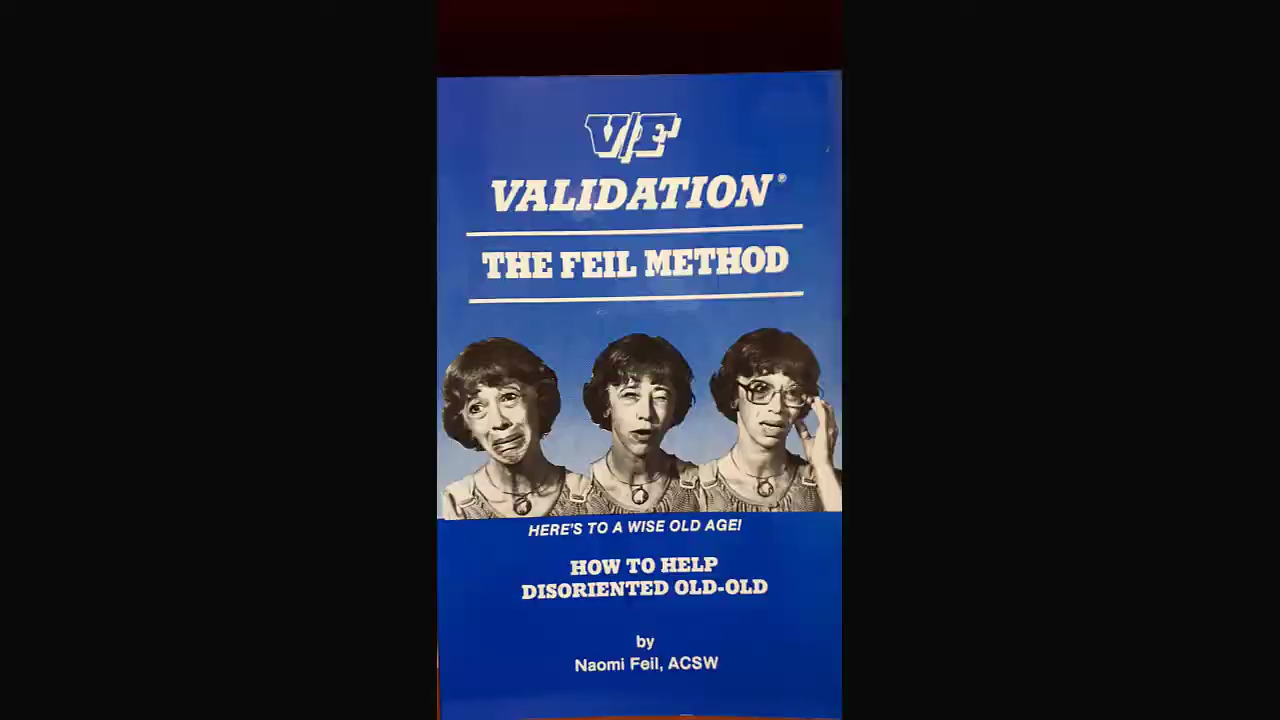 V/F
VALIDATION®
THE FEIL METHOD
HERE'S TO A WISE OLD AGE!
HOW TO HELP
DISORIENTED OLD-OLD
by
Naomi Feil, ACSW